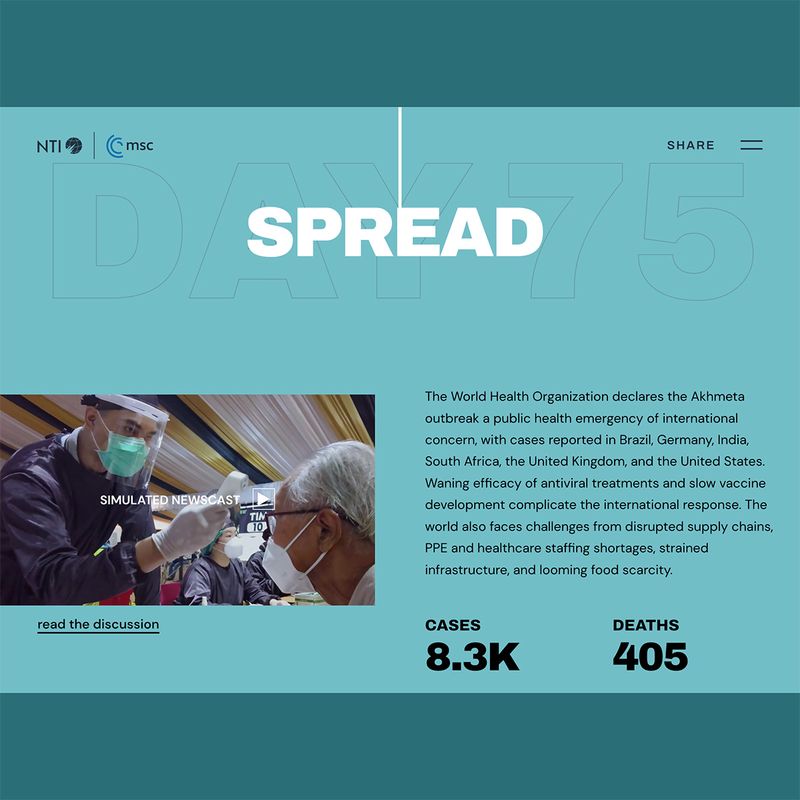 NTI
msc
SHARE
DAY 75
SPREAD
The World Health Organization declares the Akhmeta
outbreak a public health emergency of international
concern, with cases reported in Brazil, Germany, India,
South Africa, the United Kingdom, and the United States.
Waning efficacy of antiviral treatments and slow vaccine
development complicate the international response. The
world also faces challenges from disrupted supply chains,
PPE and healthcare staffing shortages, strained
infrastructure, and looming food scarcity.
SIMULATED NEWSCAST
TIN
10
read the discussion
CASES
8.3K
DEATHS
405